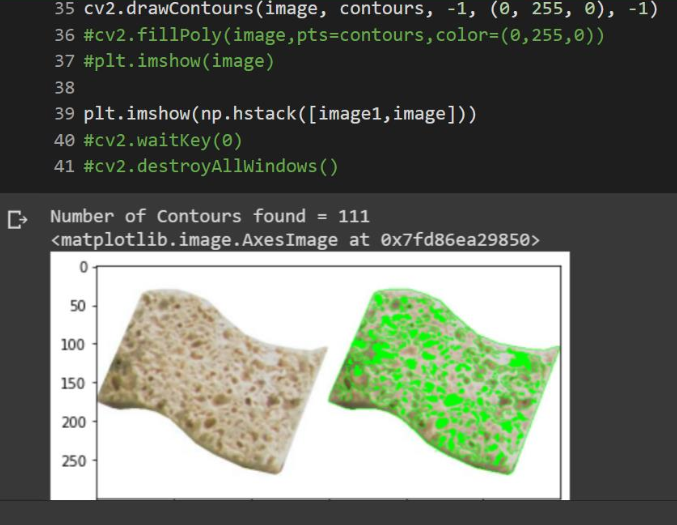 35 cv2.drawContours(image, contours, -1, (0, 255, 0), -1)
36 #cv2.fillPoly(image,pts=contours,color=(0,255,0))
37 #plt.imshow(image)
38
39 plt.imshow(np.hstack([image1,image]))
40 #cv2.waitKey(0)
41 #cv2.destroyAllWindows()
Number of Contours found = 111
<matplotlib.image.AxesImage at 0x7fd86ea29850>
0
50
100
150
200
250